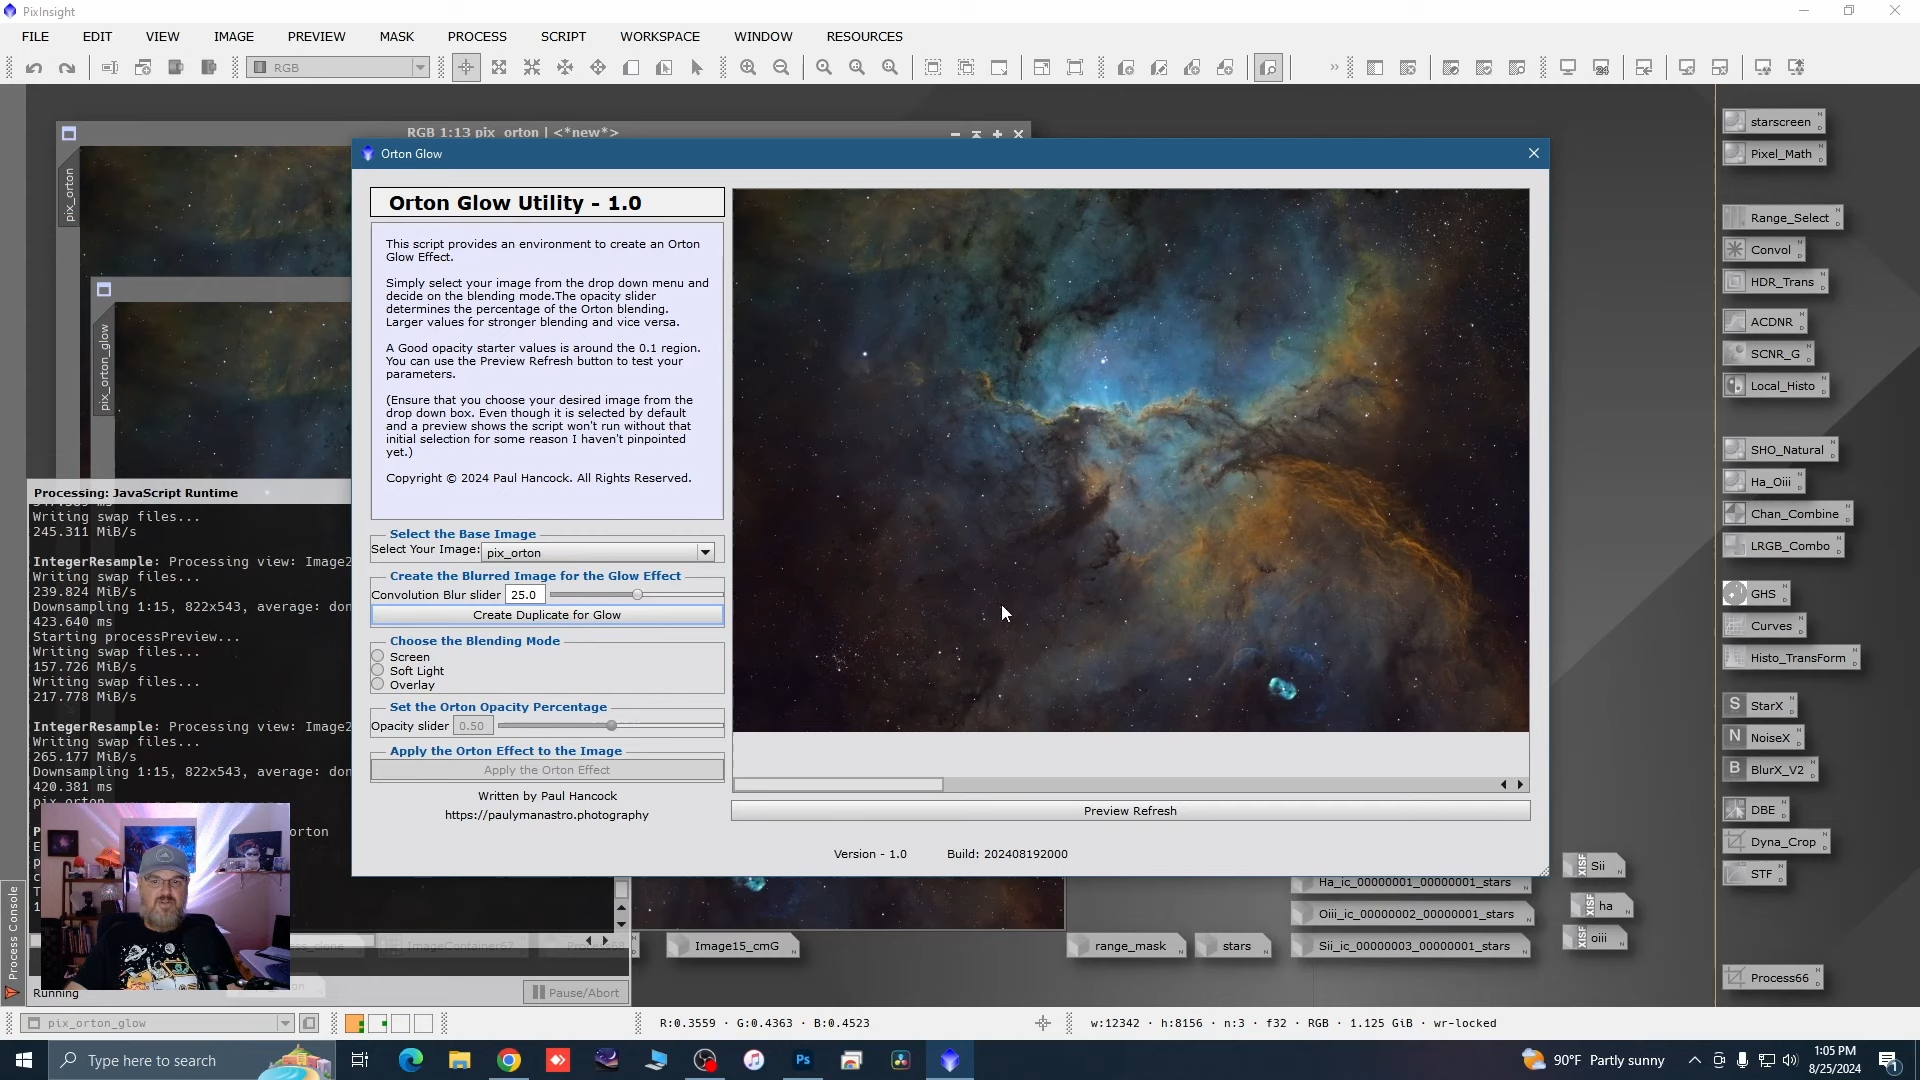 PixInsight
FILE EDIT VIEW IMAGE PREVIEW MASK PROCESS SCRIPT WORKSPACE WINDOW RESOURCES
RGB
24
RGB 1:13 pix_orton | <*new*>
pix_orton
pix_orton_glow
Orton Glow
Orton Glow Utility - 1.0
This script provides an environment to create an Orton
Glow Effect.
Simply select your image from the drop down menu and
decide on the blending mode.The opacity slider
determines the percentage of the Orton blending.
Larger values for stronger blending and vice versa.
A Good opacity starter values is around the 0.1 region.
You can use the Preview Refresh button to test your
parameters.
(Ensure that you choose your desired image from the
drop down box. Even though it is selected by default
and a preview shows the script won't run without that
initial selection for some reason I haven't pinpointed
yet.)
Copyright © 2024 Paul Hancock. All Rights Reserved.
Select the Base Image
Select Your Image: pix_orton
Create the Blurred Image for the Glow Effect
Convolution Blur slider 25.0
Create Duplicate for Glow
Choose the Blending Mode
Screen
Soft Light
Overlay
Set the Orton Opacity Percentage
Opacity slider 0.50
Apply the Orton Effect to the Image
Apply the Orton Effect
Written by Paul Hancock
https://paulymanastro.photography
Preview Refresh
Version - 1.0 Build: 202408192000
Processing: JavaScript Runtime
Writing swap files...
245.311 MiB/s
IntegerResample: Processing view: Image2
Writing swap files...
239.824 MiB/s
Downsampling 1:15, 822x543, average: don
423.640 ms
Starting processPreview...
Writing swap files...
157.726 MiB/s
Writing swap files...
217.778 MiB/s
IntegerResample: Processing view: Image2
Writing swap files...
265.177 MiB/s
Downsampling 1:15, 822x543, average: don
420.381 ms
pix_orton
orton
Process Console
Running
Pause/Abort
ImageContainer67
Image15_cmG
range_mask
stars
Ha_ic_00000001_00000001_stars
Oiii_ic_00000002_00000001_stars
Sii_ic_00000003_00000001_stars
XISF Sii
XISF ha
XISF oiii
starscreen
Pixel_Math
Range_Select
Convol
HDR_Trans
ACDNR
SCNR_G
Local_Histo
SHO_Natural
Ha_Oiii
Chan_Combine
LRGB_Combo
GHS
Curves
Histo_TransForm
S StarX
N NoiseX
B BlurX_V2
DBE
Dyna_Crop
STF
Process66
pix_orton_glow
R:0.3559 · G:0.4363 · B:0.4523
w:12342 · h:8156 · n:3 · f32 · RGB · 1.125 GiB · wr-locked
Type here to search
Ps
90°F Partly sunny
1:05 PM
8/25/2024
1